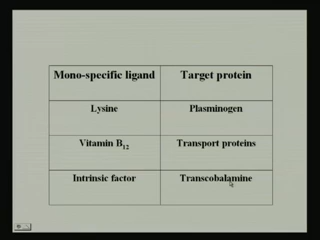 Mono-specific ligand Target protein
Lysine Plasminogen
Vitamin B12 Transport proteins
Intrinsic factor Transcobalamine